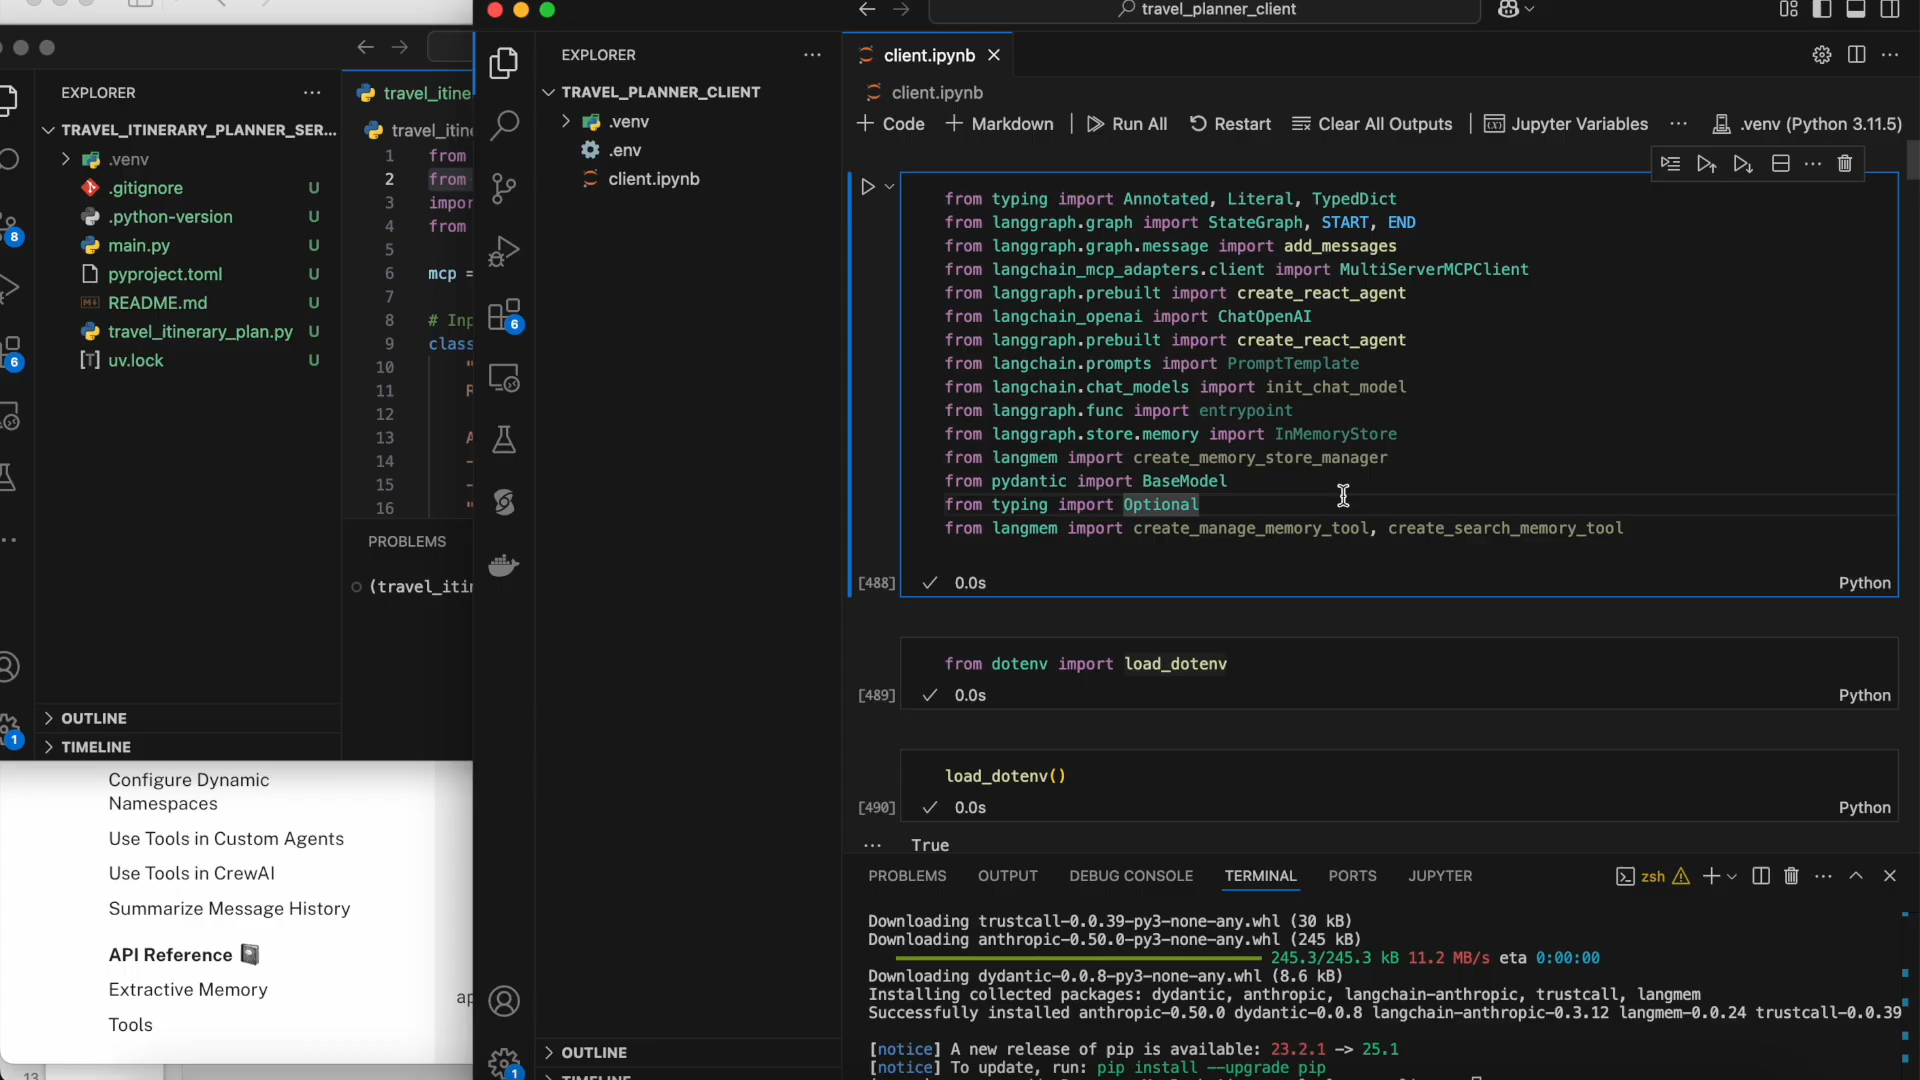 travel_planner_client
EXPLORER
TRAVEL_ITINERARY_PLANNER_SER...
.venv
.gitignore U
.python-version U
main.py U
pyproject.toml U
README.md U
travel_itinerary_plan.py U
uv.lock U
OUTLINE
TIMELINE
8
6
1
travel_itine
travel_itine
1 from
2 from
3 impor
4 from
5
6 mcp =
7
8 # Inp
9 class
10 "
11 R
12
13 A
14 -
15 -
16 "
PROBLEMS
(travel_itin
Configure Dynamic
Namespaces
Use Tools in Custom Agents
Use Tools in CrewAI
Summarize Message History
API Reference
Extractive Memory
Tools
ap
13
EXPLORER
TRAVEL_PLANNER_CLIENT
.venv
.env
client.ipynb
OUTLINE
6
1
client.ipynb
client.ipynb
Code
Markdown
Run All
Restart
Clear All Outputs
Jupyter Variables
.venv (Python 3.11.5)
from typing import Annotated, Literal, TypedDict
from langgraph.graph import StateGraph, START, END
from langgraph.graph.message import add_messages
from langchain_mcp_adapters.client import MultiServerMCPClient
from langgraph.prebuilt import create_react_agent
from langchain_openai import ChatOpenAI
from langgraph.prebuilt import create_react_agent
from langchain.prompts import PromptTemplate
from langchain.chat_models import init_chat_model
from langgraph.func import entrypoint
from langgraph.store.memory import InMemoryStore
from langmem import create_memory_store_manager
from pydantic import BaseModel
from typing import Optional
from langmem import create_manage_memory_tool, create_search_memory_tool
[488] 0.0s Python
from dotenv import load_dotenv
[489] 0.0s Python
load_dotenv()
[490] 0.0s Python
True
PROBLEMS OUTPUT DEBUG CONSOLE TERMINAL PORTS JUPYTER zsh
Downloading trustcall-0.0.39-py3-none-any.whl (30 kB)
Downloading anthropic-0.50.0-py3-none-any.whl (245 kB)
245.3/245.3 kB 11.2 MB/s eta 0:00:00
Downloading dydantic-0.0.8-py3-none-any.whl (8.6 kB)
Installing collected packages: dydantic, anthropic, langchain-anthropic, trustcall, langmem
Successfully installed anthropic-0.50.0 dydantic-0.0.8 langchain-anthropic-0.3.12 langmem-0.0.24 trustcall-0.0.39
[notice] A new release of pip is available: 23.2.1 -> 25.1
[notice] To update, run: pip install --upgrade pip